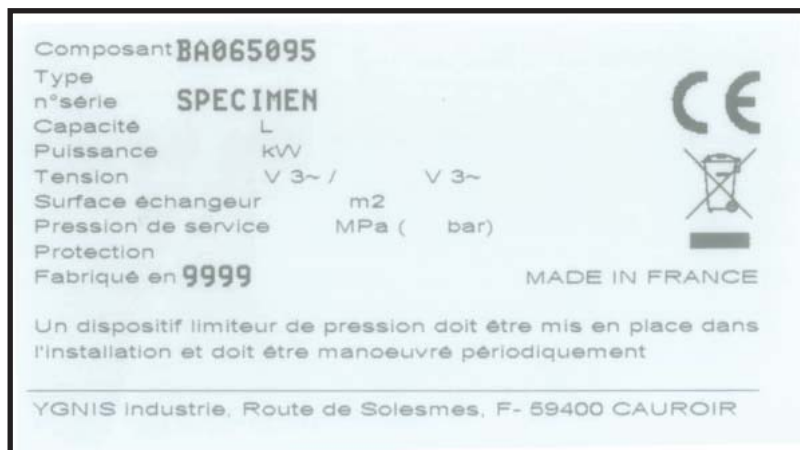 Composant BA065095
Type
n°série SPECIMEN
Capacité L
Puissance kW
Tension V 3~ / V 3~
Surface échangeur m2
Pression de service MPa ( bar)
Protection
Fabriqué en 9999
CE
MADE IN FRANCE
Un dispositif limiteur de pression doit être mis en place dans
l'installation et doit être manoeuvré périodiquement
YGNIS Industrie, Route de Solesmes, F- 59400 CAUROIR